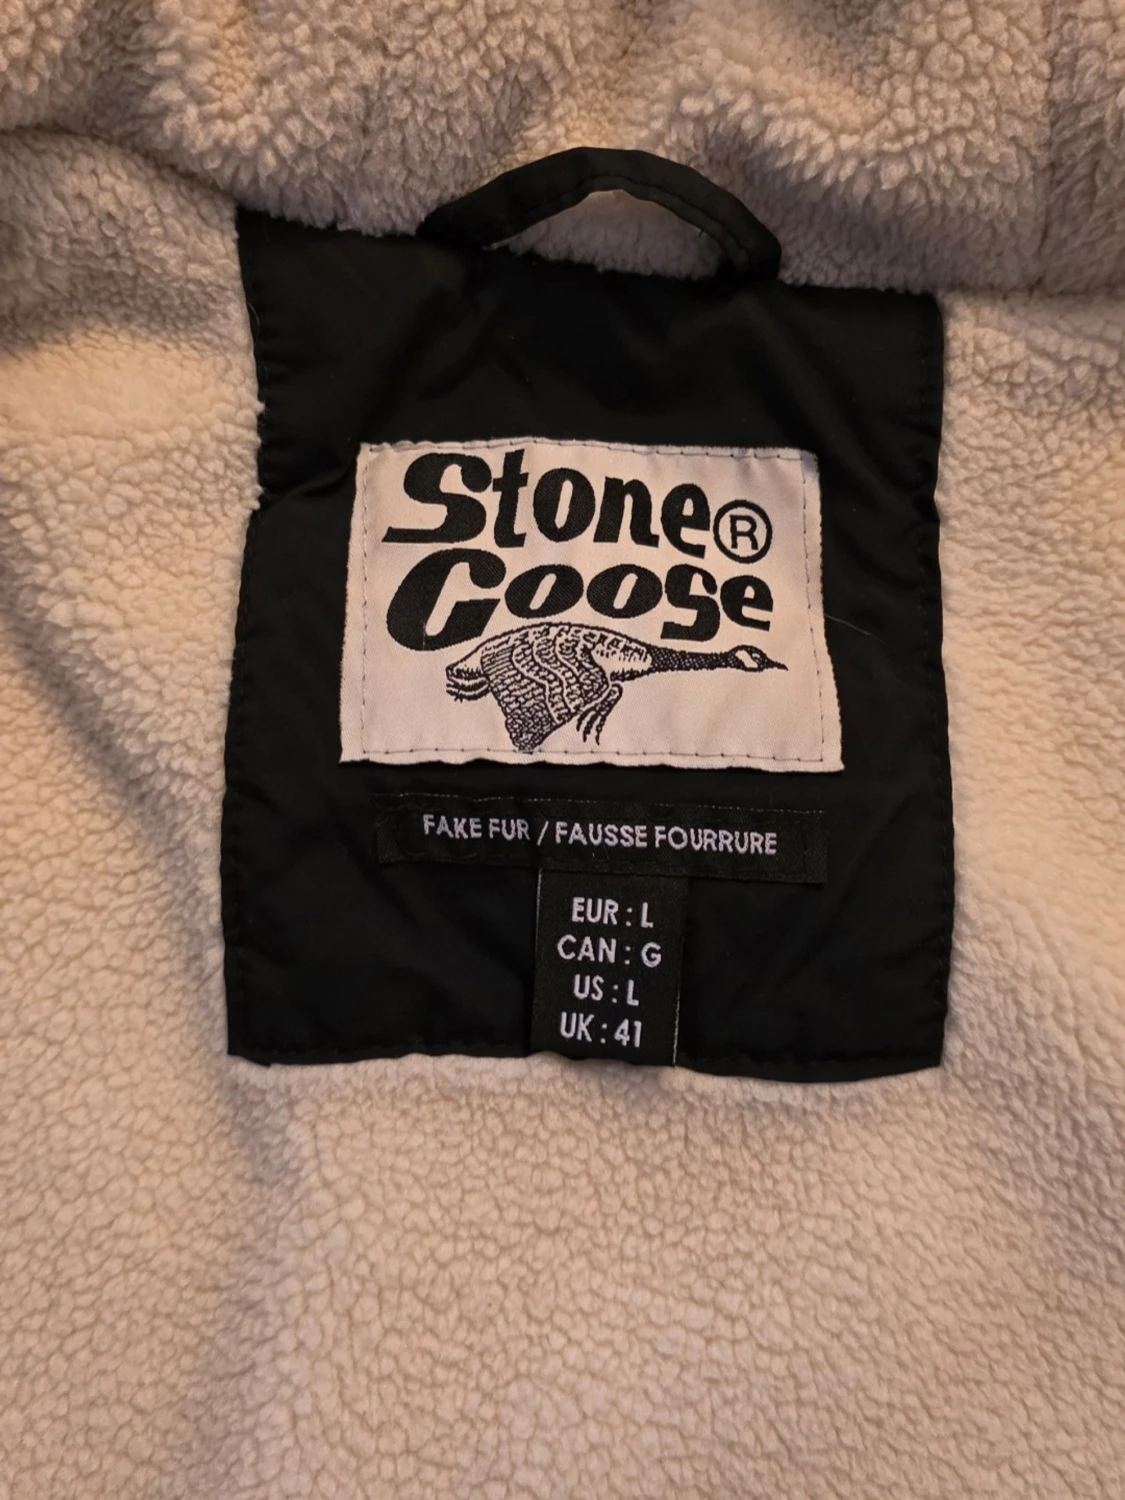 Stone®
Goose
FAKE FUR / FAUSSE FOURRURE
EUR : L
CAN : G
US : L
UK : 41